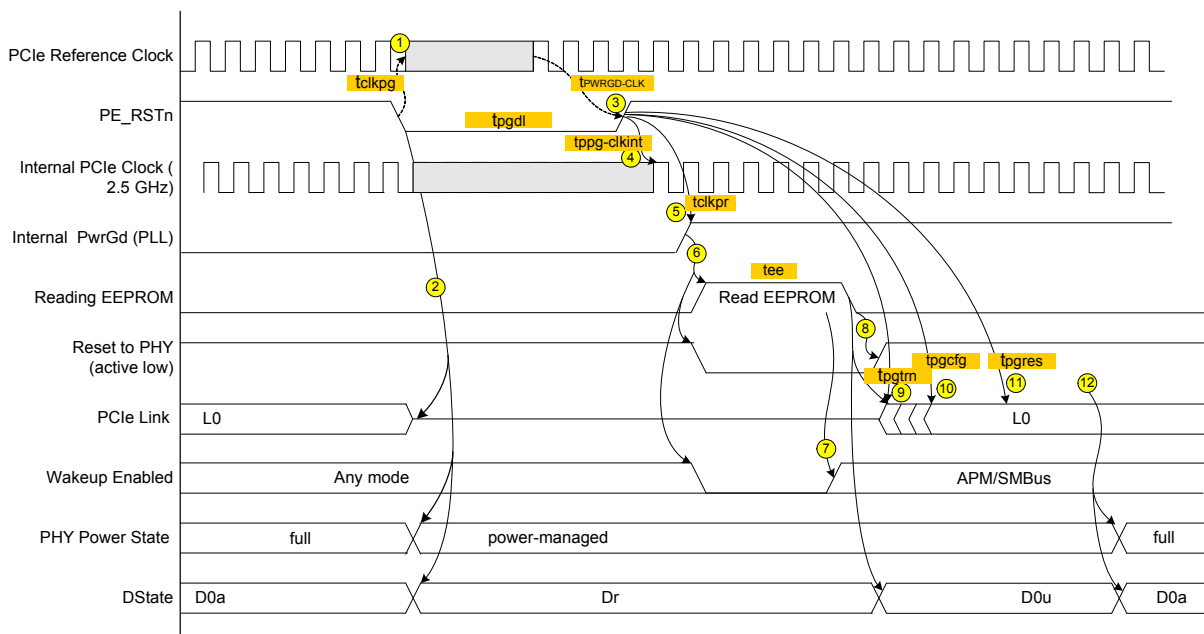 PCIe Reference Clock
1
tclkpg
tPWRGD-CLK
PE_RSTn
3
tpgdl
tppg-clkint
4
Internal PCIe Clock (
2.5 GHz)
5
tclkpr
Internal PwrGd (PLL)
6
2
tee
Reading EEPROM
Read EEPROM
8
Reset to PHY
(active low)
tpgtrn
tpgcfg
tpgres
9
10
11
12
PCIe Link
L0
L0
7
Wakeup Enabled
Any mode
APM/SMBus
PHY Power State
full
power-managed
full
DState
D0a
Dr
D0u
D0a